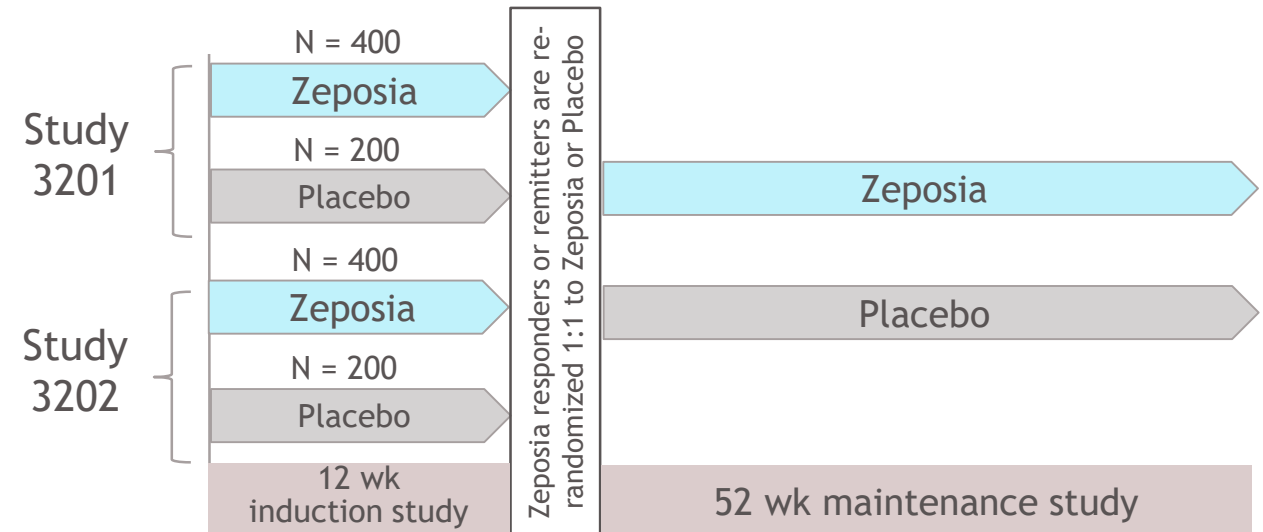 Study
3201
N = 400
Zeposia
N = 200
Placebo
Study
3202
N = 400
Zeposia
N = 200
Placebo
12 wk
induction study
Zeposia responders or remitters are re-
randomized 1:1 to Zeposia or Placebo
Zeposia
Placebo
52 wk maintenance study